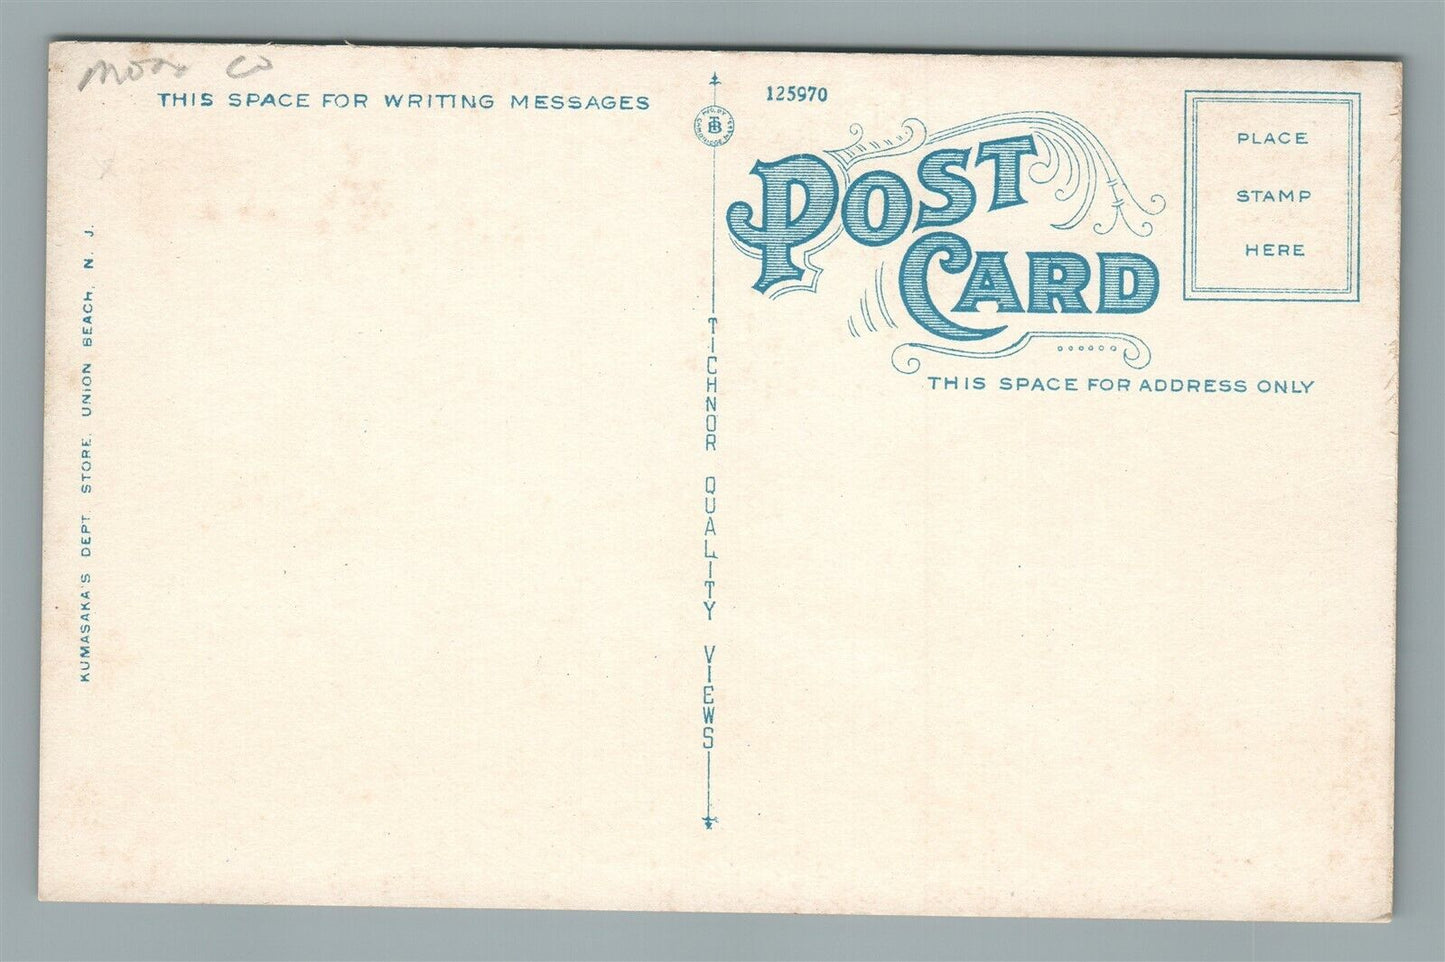 Co
THIS SPACE FOR WRITING MESSAGES
125970
POST
CARD
PLACE
STAMP
HERE
THIS SPACE FOR ADDRESS ONLY
KUMASAKA'S DEPT. STORE, UNION BEACH, N. J.
TICHNOR QUALITY VIEWS